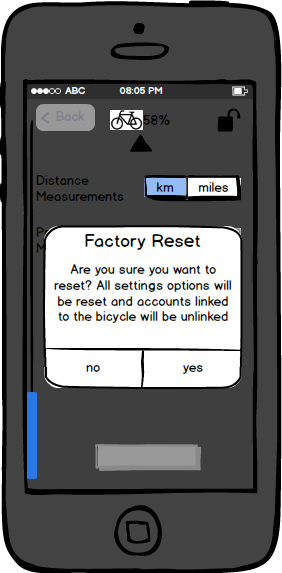 ABC 08:05 PM
Back
58%
Distance
Measurements
km miles
Factory Reset
Are you sure you want to
reset? All settings options will
be reset and accounts linked
to the bicycle will be unlinked
no yes